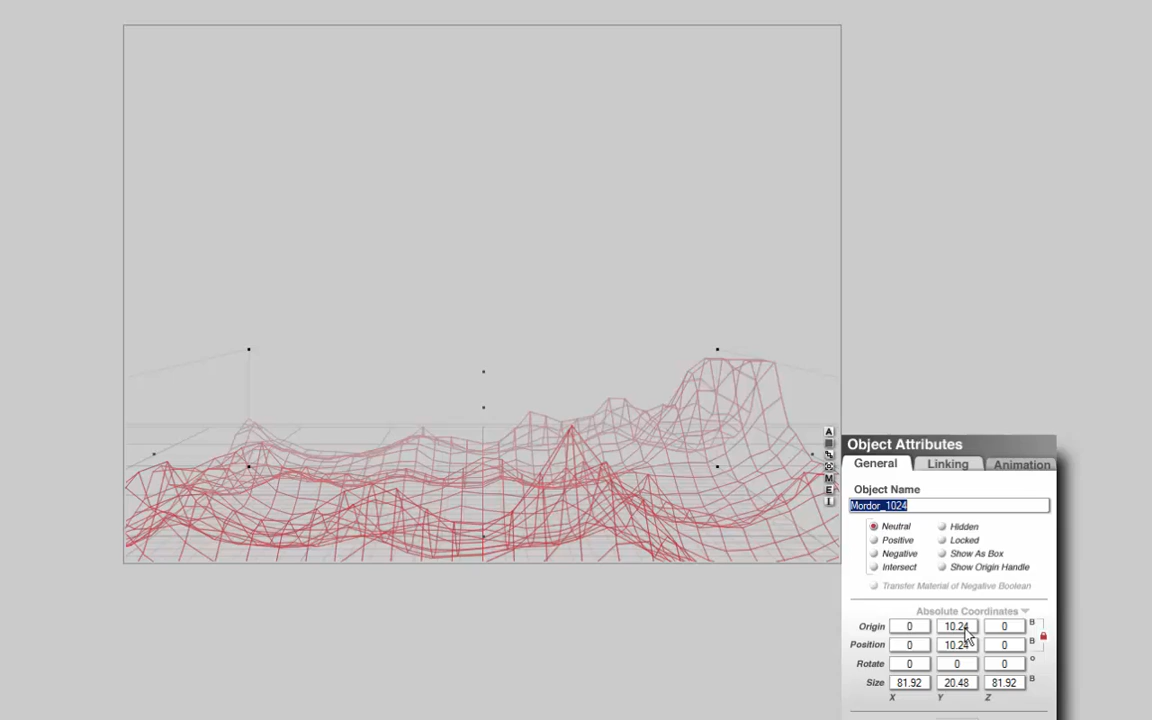 A
M
E
I
Object Attributes
General Linking Animation
Object Name
Mordor_1024
Neutral Hidden
Positive Locked
Negative Show As Box
Intersect Show Origin Handle
Transfer Material of Negative Boolean
Absolute Coordinates
Origin 0 10.24 0 B
Position 0 10.24 0 B
Rotate 0 0 0 °
Size 81.92 20.48 81.92 B
X Y Z